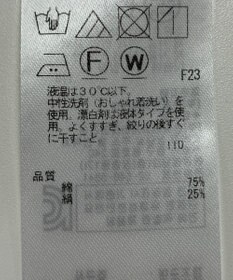 F W
F23
液温は30℃以下。
中性洗剤(おしゃれ着洗い)を
使用。漂白剤は液体タイプを使
用。よくすすぎ、絞りの後すぐ
に干すこと。
110
品質
綿 75%
絹 25%